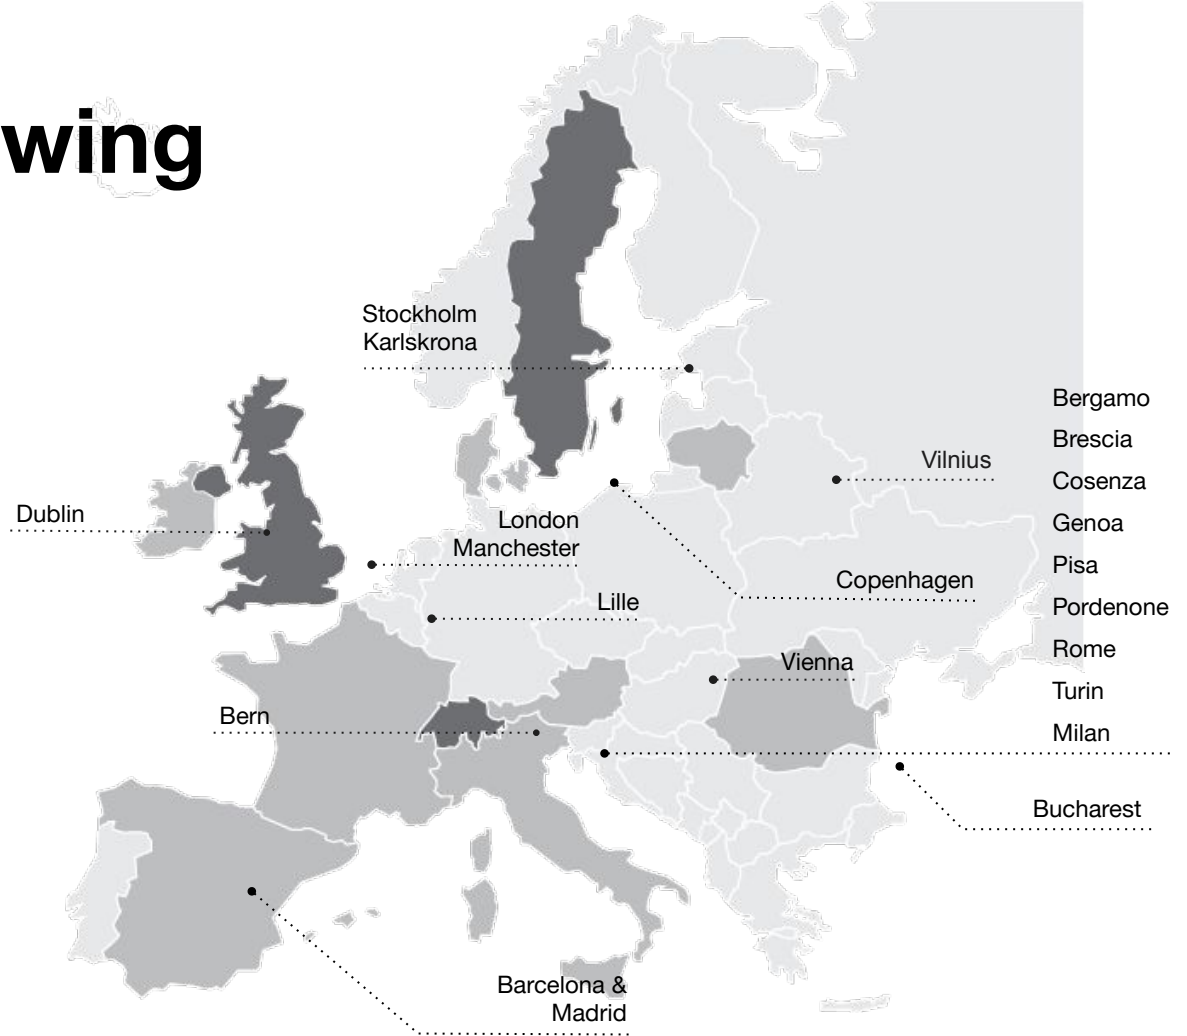 wing
Stockholm
Karlskrona
Bergamo
Brescia
Vilnius
Cosenza
Dublin
London
Manchester
Genoa
Pisa
Copenhagen
Lille
Pordenone
Rome
Vienna
Turin
Bern
Milan
Bucharest
Barcelona &
Madrid